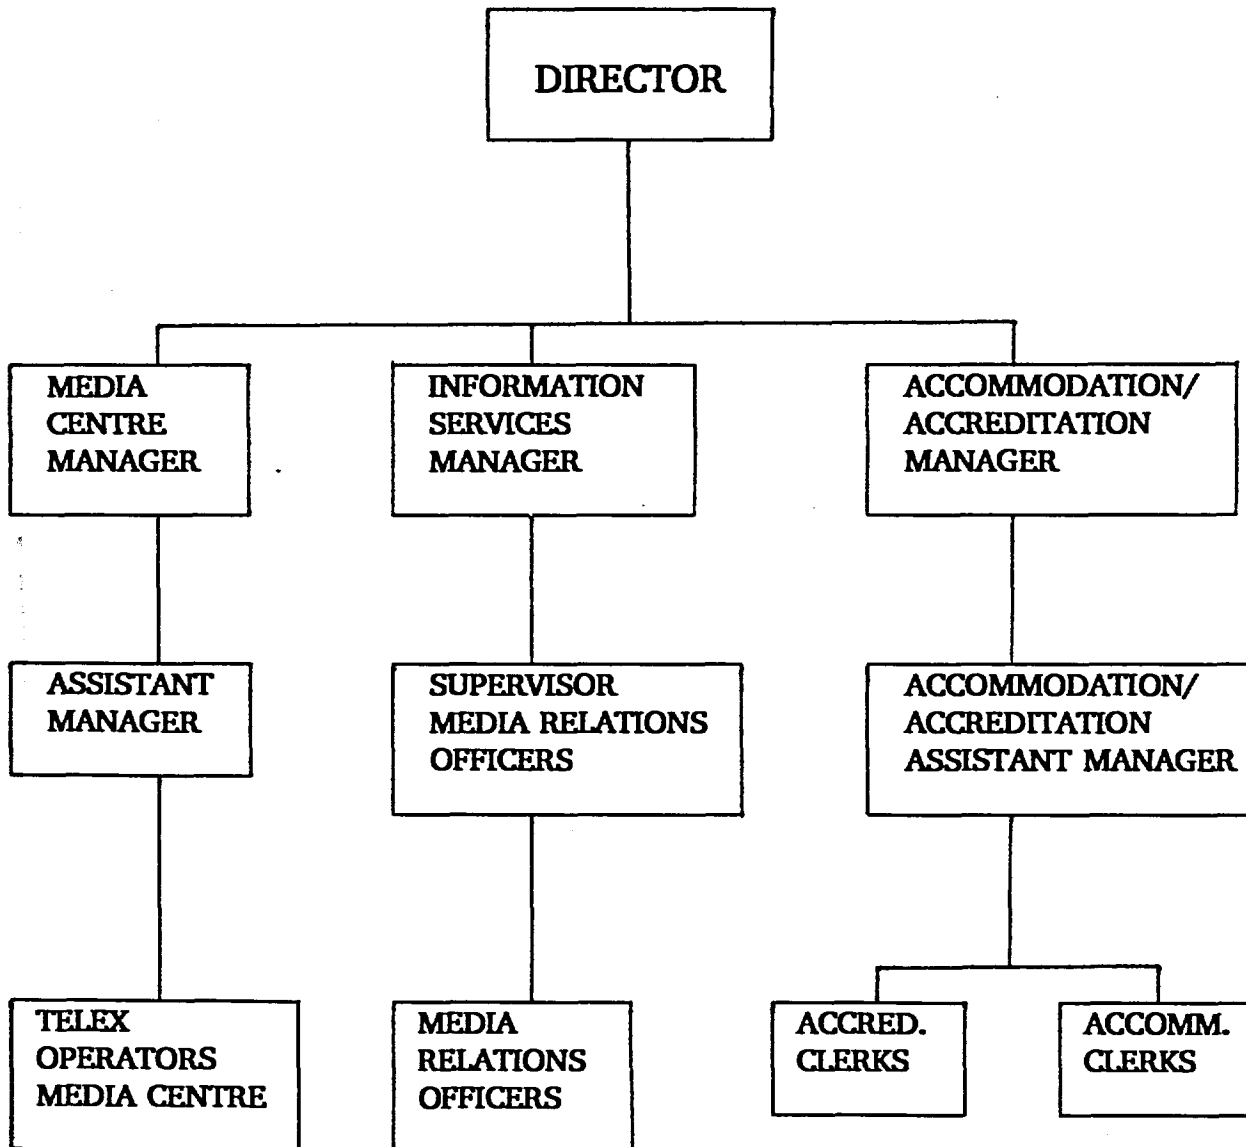 DIRECTOR
MEDIA
CENTRE
MANAGER
INFORMATION
SERVICES
MANAGER
ACCOMMODATION/
ACCREDITATION
MANAGER
ASSISTANT
MANAGER
SUPERVISOR
MEDIA RELATIONS
OFFICERS
ACCOMMODATION/
ACCREDITATION
ASSISTANT MANAGER
TELEX
OPERATORS
MEDIA CENTRE
MEDIA
RELATIONS
OFFICERS
ACCRED.
CLERKS
ACCOMM.
CLERKS